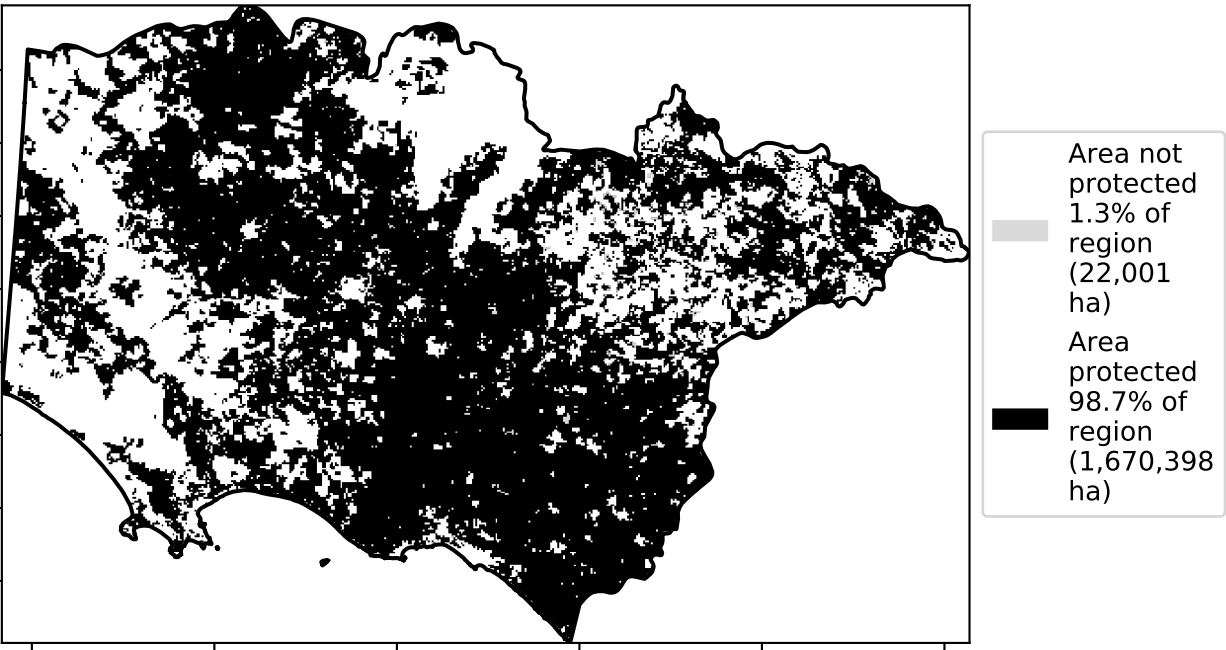 Area not
protected
1.3% of
region
(22,001
ha)
Area
protected
98.7% of
region
(1,670,398
ha)